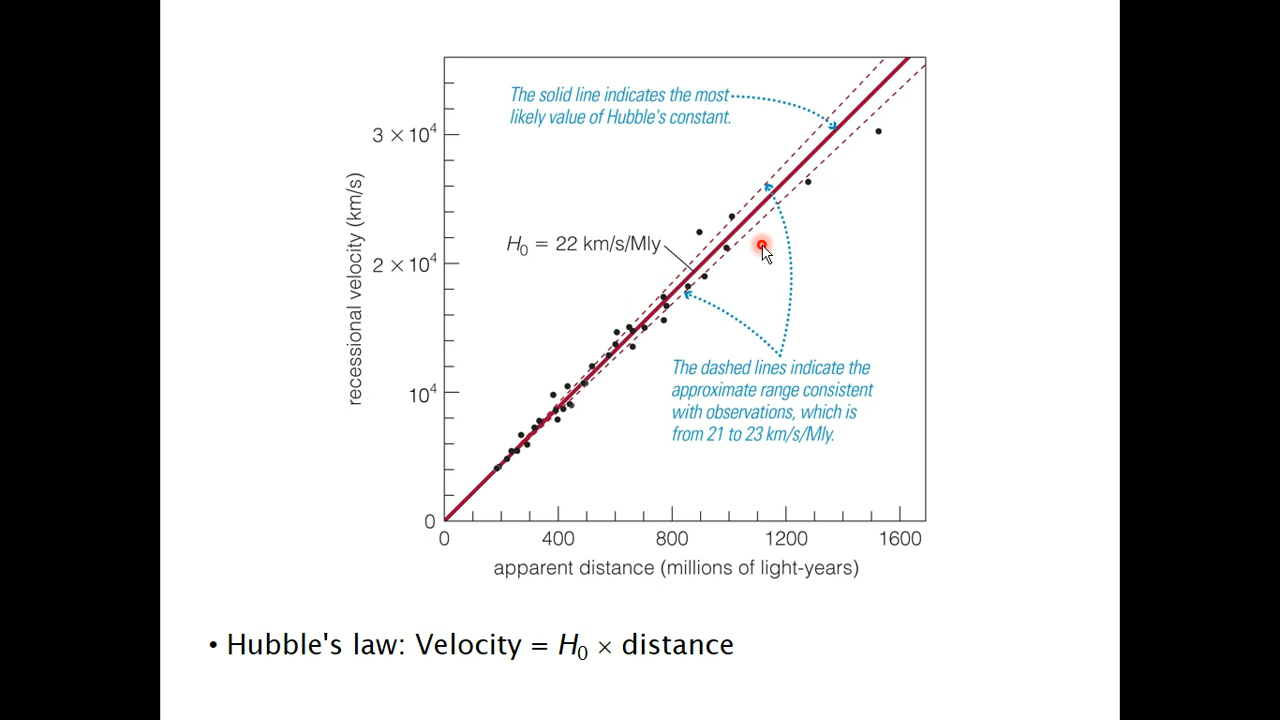 The solid line indicates the most
likely value of Hubble's constant.
3 × 10⁴
H₀ = 22 km/s/Mly
2 × 10⁴
recessional velocity (km/s)
The dashed lines indicate the
approximate range consistent
with observations, which is
from 21 to 23 km/s/Mly.
10⁴
0
0 400 800 1200 1600
apparent distance (millions of light-years)
• Hubble's law: Velocity = H₀ × distance